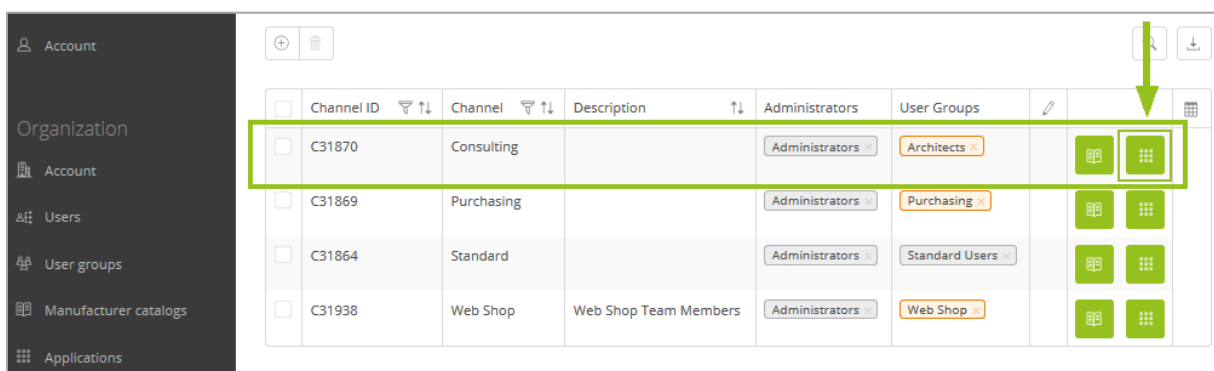 Account
Organization
Account
Users
User groups
Manufacturer catalogs
Applications
Channel ID Channel Description Administrators User Groups
C31870 Consulting Administrators × Architects ×
C31869 Purchasing Administrators × Purchasing ×
C31864 Standard Administrators × Standard Users ×
C31938 Web Shop Web Shop Team Members Administrators × Web Shop ×